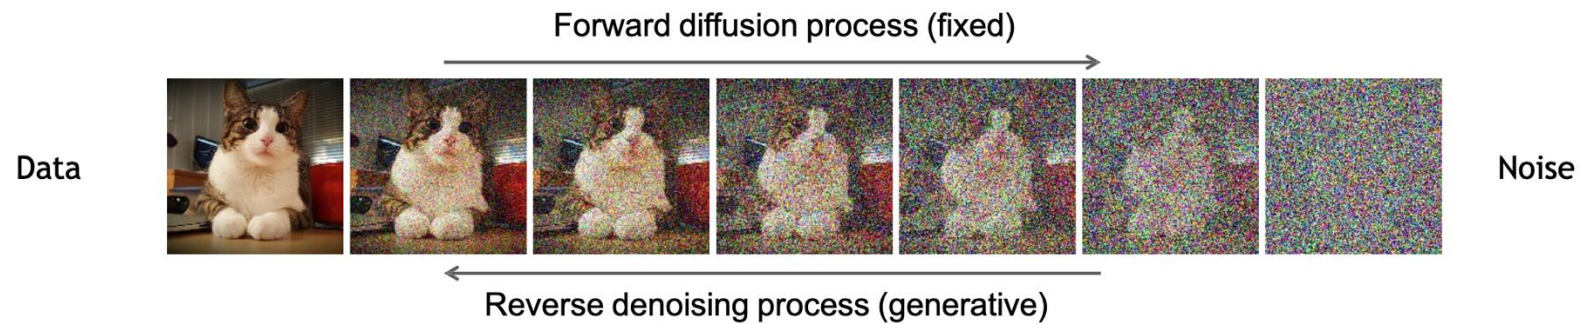 Forward diffusion process (fixed)
Data
Noise
Reverse denoising process (generative)